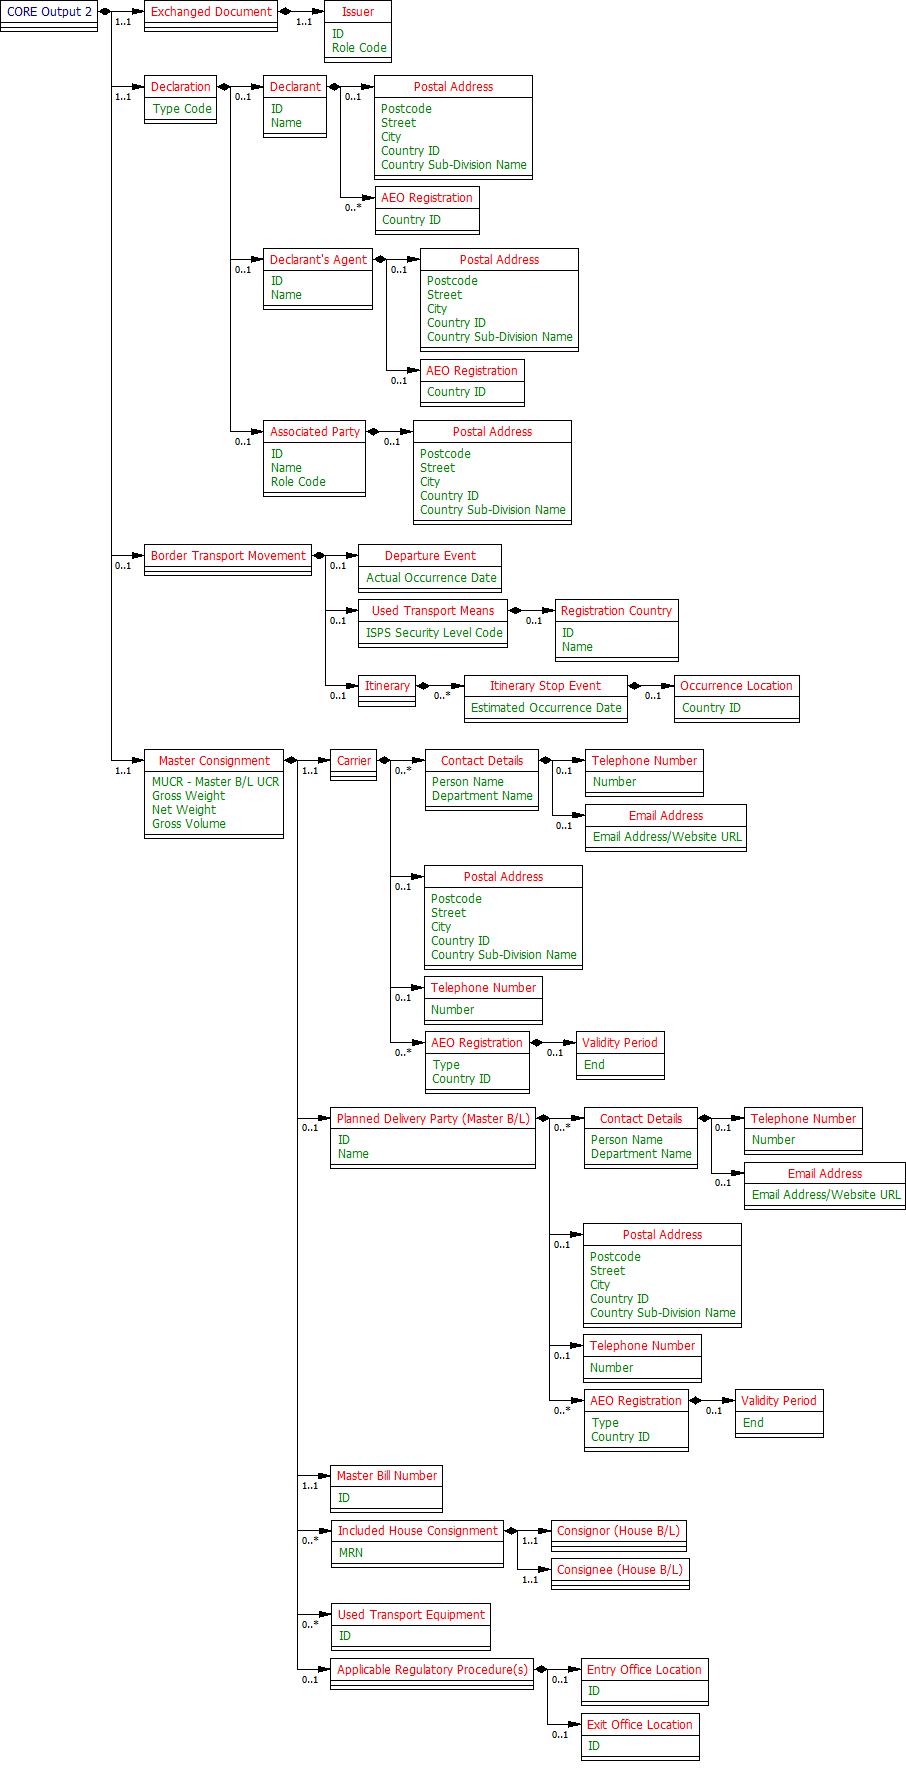 CORE Output 2
1..1
Exchanged Document
1..1
Issuer
ID
Role Code
1..1
Declaration
Type Code
0..1
Declarant
ID
Name
0..1
Postal Address
Postcode
Street
City
Country ID
Country Sub-Division Name
0..*
AEO Registration
Country ID
0..1
Declarant's Agent
ID
Name
0..1
Postal Address
Postcode
Street
City
Country ID
Country Sub-Division Name
0..1
AEO Registration
Country ID
0..1
Associated Party
ID
Name
Role Code
0..1
Postal Address
Postcode
Street
City
Country ID
Country Sub-Division Name
0..1
Border Transport Movement
0..1
Departure Event
Actual Occurrence Date
0..1
Used Transport Means
ISPS Security Level Code
0..1
Registration Country
ID
Name
0..1
Itinerary
0..*
Itinerary Stop Event
Estimated Occurrence Date
0..1
Occurrence Location
Country ID
1..1
Master Consignment
MUCR - Master B/L UCR
Gross Weight
Net Weight
Gross Volume
1..1
Carrier
0..*
Contact Details
Person Name
Department Name
0..1
Telephone Number
Number
0..1
Email Address
Email Address/Website URL
0..1
Postal Address
Postcode
Street
City
Country ID
Country Sub-Division Name
0..1
Telephone Number
Number
0..*
AEO Registration
Type
Country ID
0..1
Validity Period
End
0..1
Planned Delivery Party (Master B/L)
ID
Name
0..*
Contact Details
Person Name
Department Name
0..1
Telephone Number
Number
0..1
Email Address
Email Address/Website URL
0..1
Postal Address
Postcode
Street
City
Country ID
Country Sub-Division Name
0..1
Telephone Number
Number
0..*
AEO Registration
Type
Country ID
0..1
Validity Period
End
1..1
Master Bill Number
ID
0..*
Included House Consignment
MRN
1..1
Consignor (House B/L)
1..1
Consignee (House B/L)
0..*
Used Transport Equipment
ID
0..1
Applicable Regulatory Procedure(s)
0..1
Entry Office Location
ID
0..1
Exit Office Location
ID